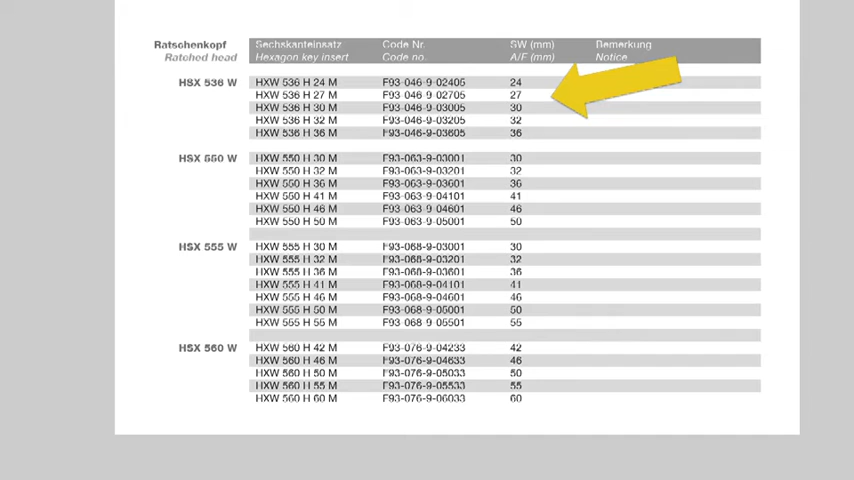 Ratschenkopf Sechskanteinsatz Code Nr. SW (mm) Bemerkung
Ratched head Hexagon key insert Code no. A/F (mm) Notice
HSX 536 W HXW 536 H 24 M F93-046-9-02405 24
HXW 536 H 27 M F93-046-9-02705 27
HXW 536 H 30 M F93-046-9-03005 30
HXW 536 H 32 M F93-046-9-03205 32
HXW 536 H 36 M F93-046-9-03605 36
HSX 550 W HXW 550 H 30 M F93-063-9-03001 30
HXW 550 H 32 M F93-063-9-03201 32
HXW 550 H 36 M F93-063-9-03601 36
HXW 550 H 41 M F93-063-9-04101 41
HXW 550 H 46 M F93-063-9-04601 46
HXW 550 H 50 M F93-063-9-05001 50
HSX 555 W HXW 555 H 30 M F93-068-9-03001 30
HXW 555 H 32 M F93-068-9-03201 32
HXW 555 H 36 M F93-068-9-03601 36
HXW 555 H 41 M F93-068-9-04101 41
HXW 555 H 46 M F93-068-9-04601 46
HXW 555 H 50 M F93-068-9-05001 50
HXW 555 H 55 M F93-068-9-05501 55
HSX 560 W HXW 560 H 42 M F93-076-9-04233 42
HXW 560 H 46 M F93-076-9-04633 46
HXW 560 H 50 M F93-076-9-05033 50
HXW 560 H 55 M F93-076-9-05533 55
HXW 560 H 60 M F93-076-9-06033 60